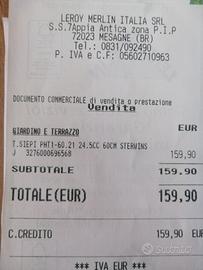 LEROY MERLIN ITALIA SRL
S.S.7Appia Antica zona P.I.P
72023 MESAGNE (BR)
Tel.: 0831/092490
P. IVA e C.F: 05602710963
DOCUMENTO COMMERCIALE di vendita o prestazione
Vendita
EUR
GIARDINO E TERRAZZO
T.SIEPI PHT1-60.21 24.5CC 60CM STERWINS
J 3276000696568 159,90
SUBTOTALE 159,90
TOTALE(EUR) 159,90
C.CREDITO 159,90
*** IVA EUR ***